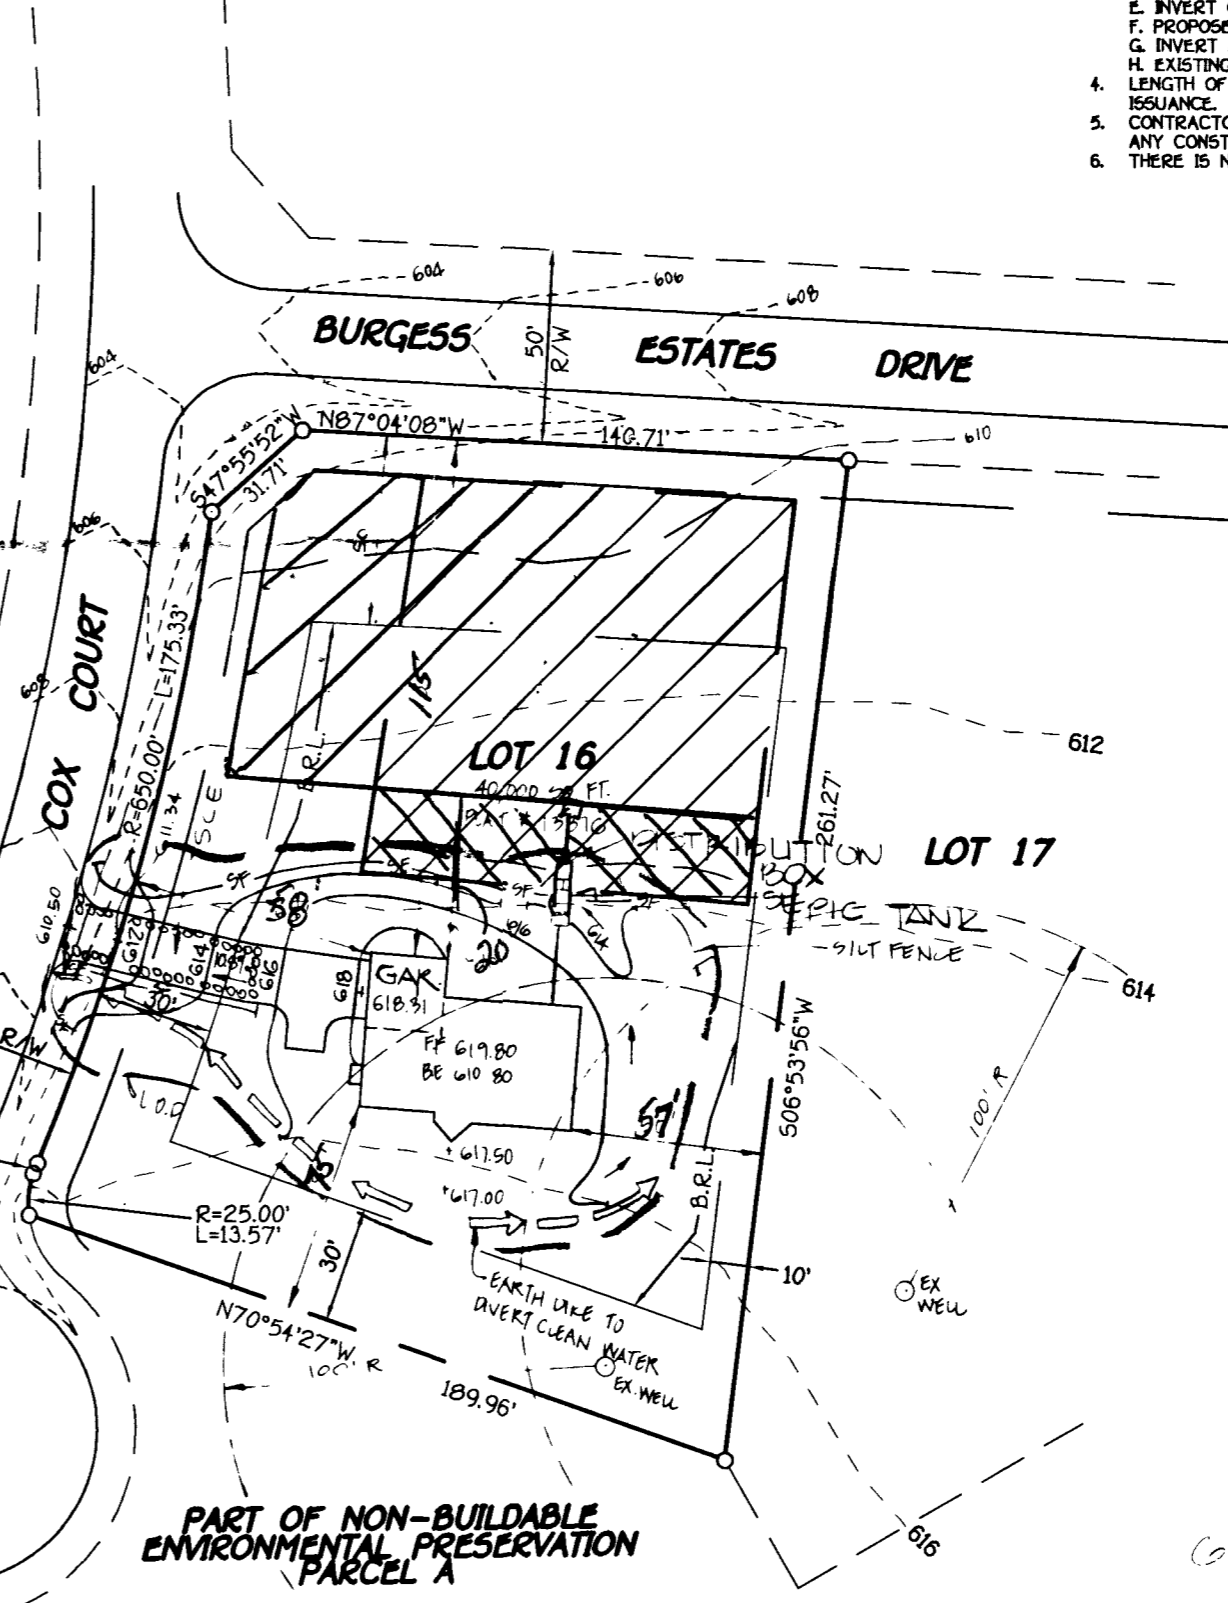 E. INVERT
F. PROPOSE
G. INVERT
H. EXISTING
4. LENGTH OF
ISSUANCE.
5. CONTRACTO
ANY CONST
6. THERE IS N
604
606
608
BURGESS ESTATES DRIVE
50'
R/W
604
N87°04'08"W
140.71'
610
S47°55'52"W
31.71'
606
SF
COX COURT
608
L=175.33'
R=650.00'
115'
LOT 16
40,000 SQ. FT.
B.R.L.
612
261.27'
11.34
DISTRIBUTION
BOX
LOT 17
SEPTIC TANK
SILT FENCE
SF
SF
SF
58'
610.50
612
614
616
616
614
20
618
GAR.
618.31
614
30'
R/W
FF 619.80
BE 610.80
L.O.D
S06°53'56"W
100' R
57'
75'
+617.50
+617.00
B.R.L.
R=25.00'
L=13.57'
30'
10'
EARTH DIKE TO
DIVERT CLEAN WATER
EX
WELL
N70°54'27"W
100' R
EX. WELL
189.96'
PART OF NON-BUILDABLE
ENVIRONMENTAL PRESERVATION
PARCEL A
616